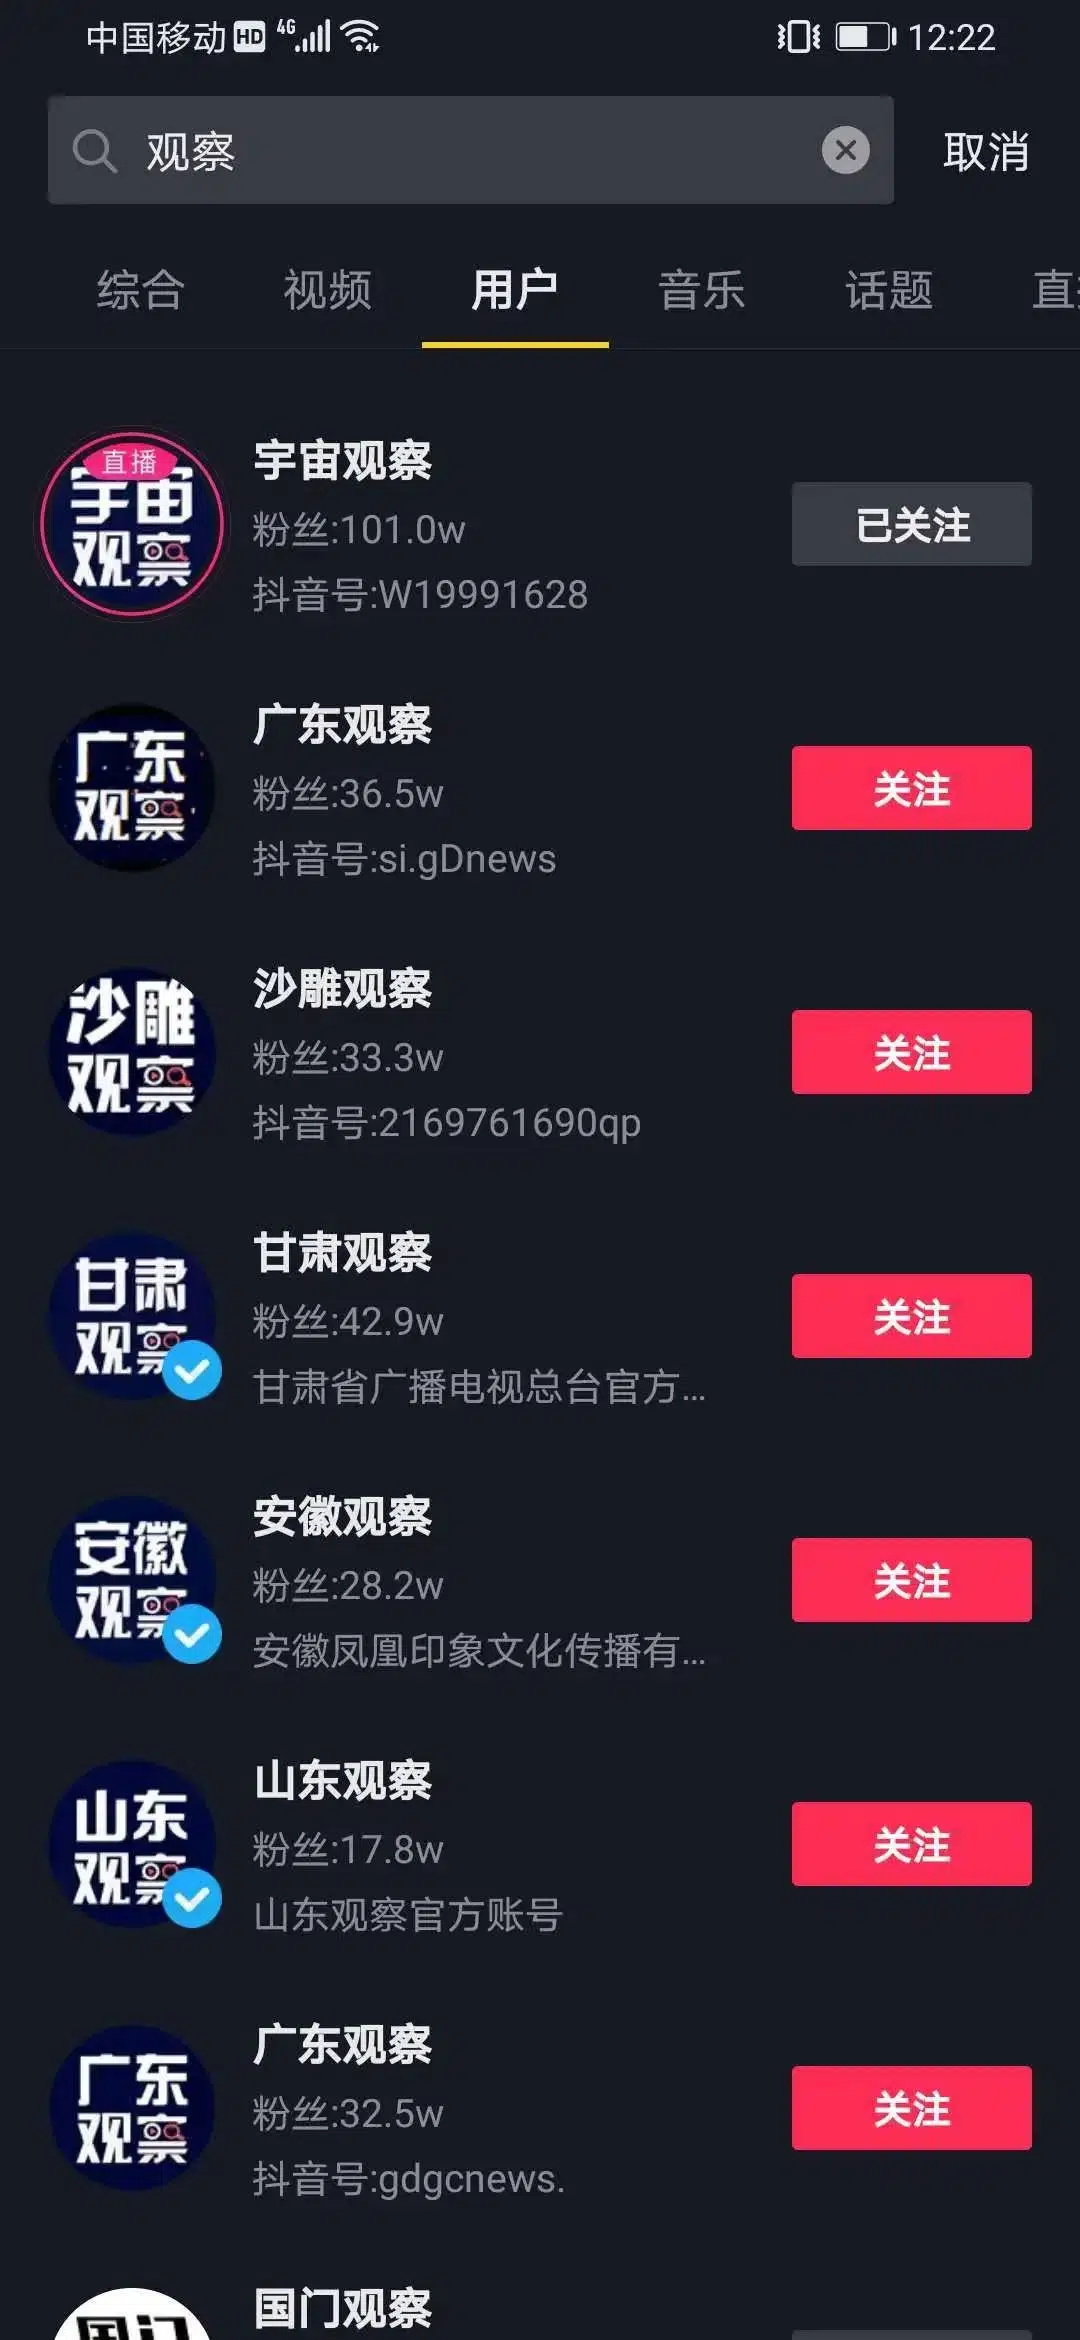 中国移动 HD 4G 12:22
观察 取消
综合 视频 用户 音乐 话题
直播
宇宙
观察
宇宙观察
粉丝:101.0w
抖音号:W19991628
已关注
广东
观察
广东观察
粉丝:36.5w
抖音号:si.gDnews
关注
沙雕
观察
沙雕观察
粉丝:33.3w
抖音号:2169761690qp
关注
甘肃
观察
甘肃观察
粉丝:42.9w
甘肃省广播电视总台官方...
关注
安徽
观察
安徽观察
粉丝:28.2w
安徽凤凰印象文化传播有...
关注
山东
观察
山东观察
粉丝:17.8w
山东观察官方账号
关注
广东
观察
广东观察
粉丝:32.5w
抖音号:gdgcnews.
关注
国门
国门观察